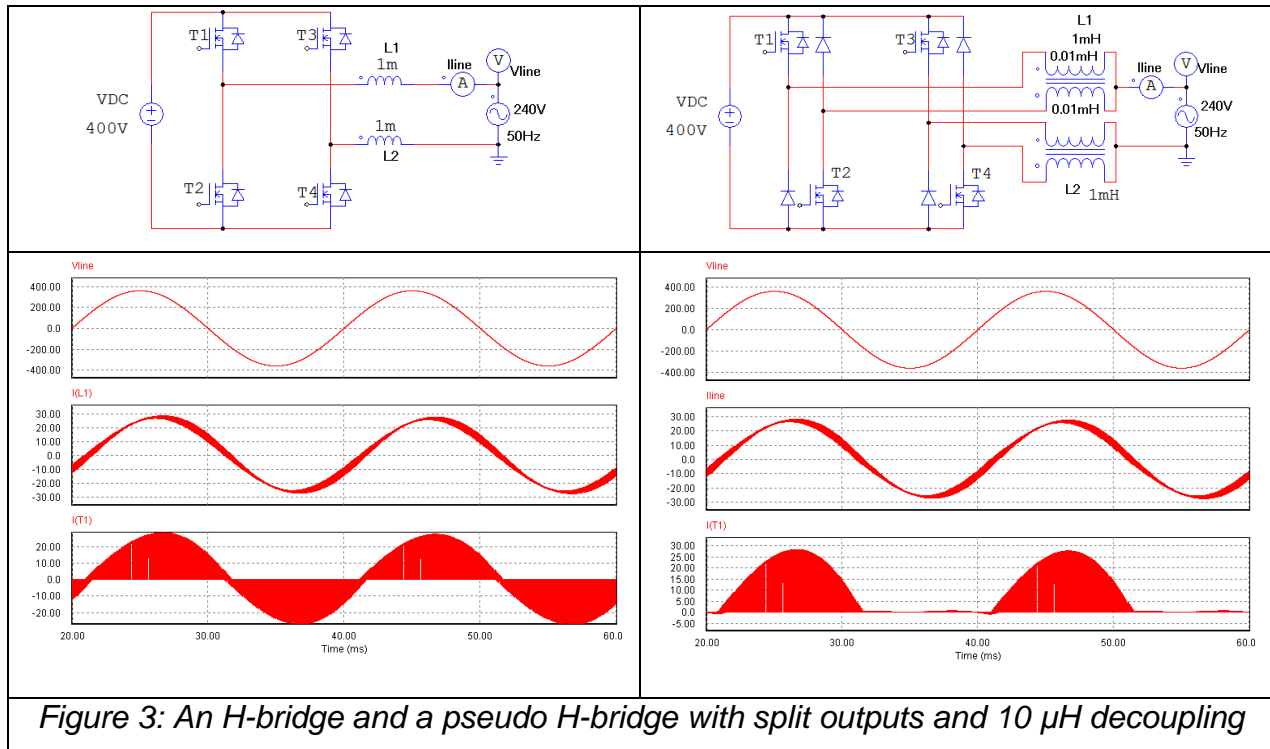 T1
T3
L1
1m
Iline
A
V
Vline
VDC
400V
240V
1m
50Hz
L2
T2
T4
L1
1mH
T1
T3
0.01mH
Iline
V
Vline
A
VDC
400V
240V
0.01mH
50Hz
T2
T4
L2
1mH
Vline
400.00
200.00
0.0
-200.00
-400.00
I(L1)
30.00
20.00
10.00
0.0
-10.00
-20.00
-30.00
I(T1)
20.00
10.00
0.0
-10.00
-20.00
20.00 30.00 40.00 50.00 60.0
Time (ms)
Vline
400.00
200.00
0.0
-200.00
-400.00
Iline
30.00
20.00
10.00
0.0
-10.00
-20.00
-30.00
I(T1)
30.00
25.00
20.00
15.00
10.00
5.00
0.0
-5.00
20.00 30.00 40.00 50.00 60.0
Time (ms)
Figure 3: An H-bridge and a pseudo H-bridge with split outputs and 10 µH decoupling